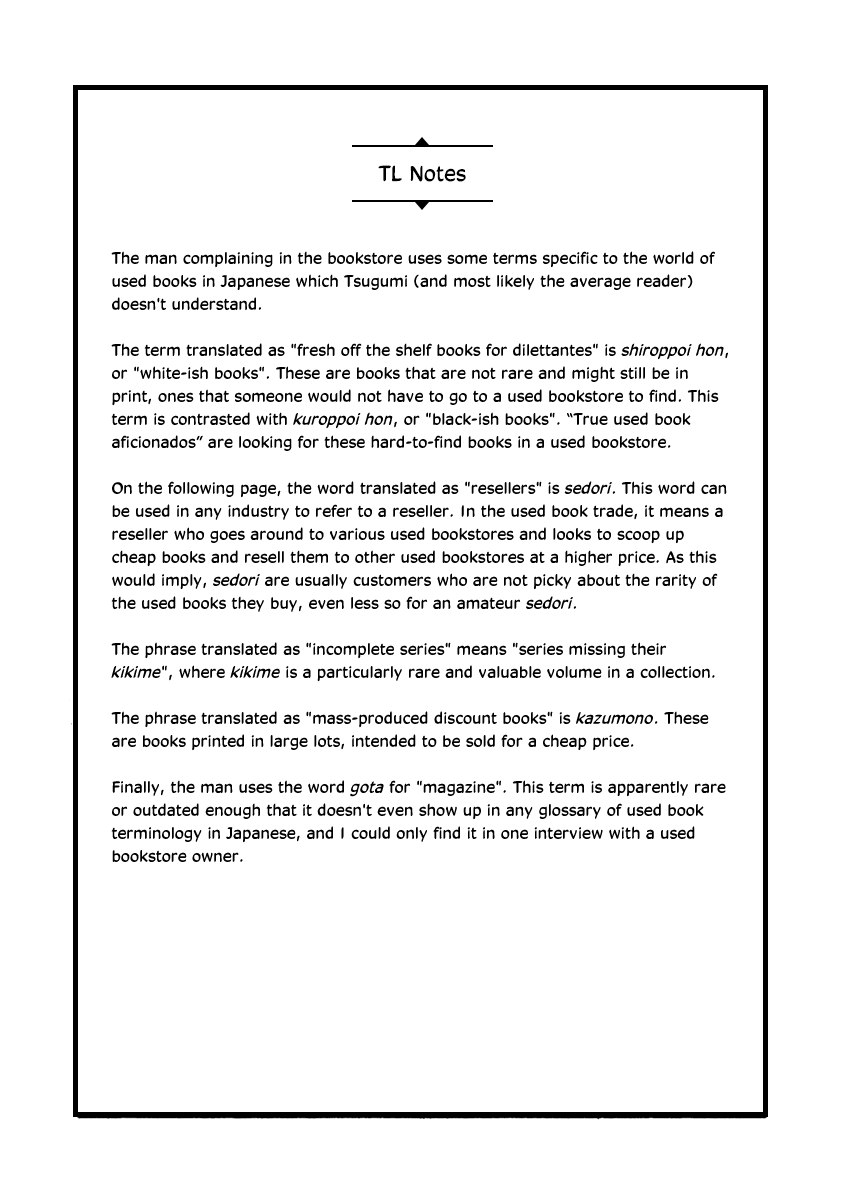 TL Notes
The man complaining in the bookstore uses some terms specific to the world of
used books in Japanese which Tsugumi (and most likely the average reader)
doesn't understand.
The term translated as "fresh off the shelf books for dilettantes" is shiroppoi hon,
or "white-ish books". These are books that are not rare and might still be in
print, ones that someone would not have to go to a used bookstore to find. This
term is contrasted with kuroppoi hon, or "black-ish books". “True used book
aficionados” are looking for these hard-to-find books in a used bookstore.
On the following page, the word translated as "resellers" is sedori. This word can
be used in any industry to refer to a reseller. In the used book trade, it means a
reseller who goes around to various used bookstores and looks to scoop up
cheap books and resell them to other used bookstores at a higher price. As this
would imply, sedori are usually customers who are not picky about the rarity of
the used books they buy, even less so for an amateur sedori.
The phrase translated as "incomplete series" means "series missing their
kikime", where kikime is a particularly rare and valuable volume in a collection.
The phrase translated as "mass-produced discount books" is kazumono. These
are books printed in large lots, intended to be sold for a cheap price.
Finally, the man uses the word gota for "magazine". This term is apparently rare
or outdated enough that it doesn't even show up in any glossary of used book
terminology in Japanese, and I could only find it in one interview with a used
bookstore owner.